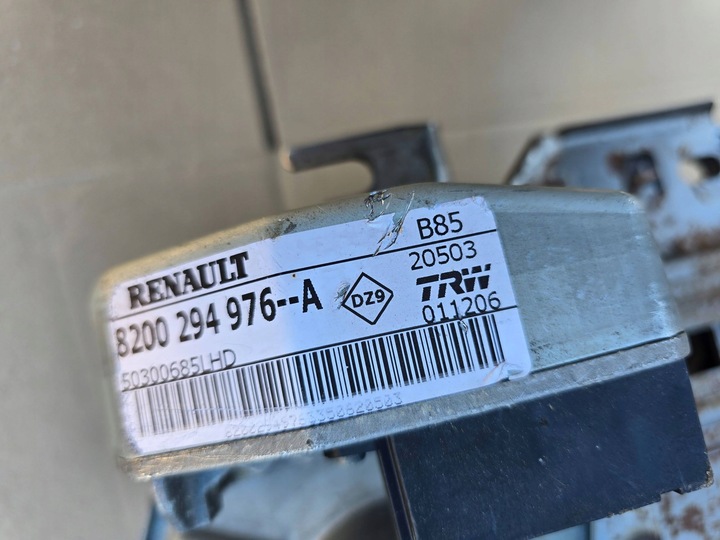 RENAULT
B85
20503
8200 294 976--A
DZ9
TRW
011206
50300685LHD